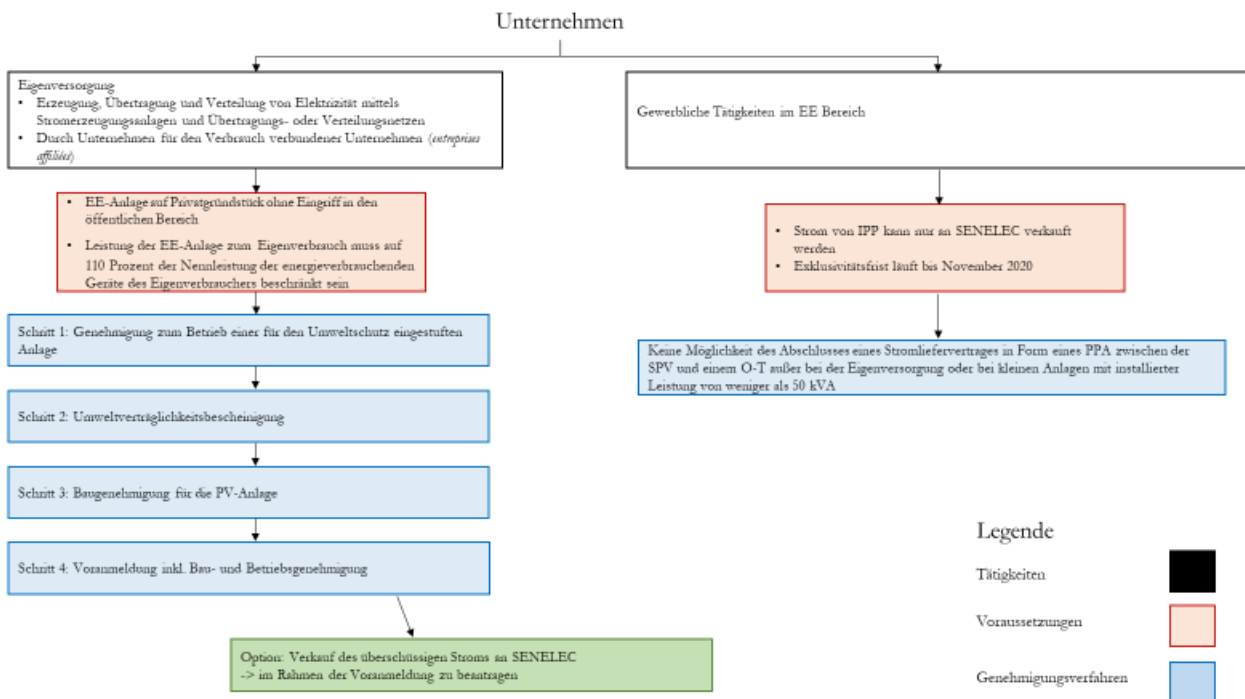 Unternehmen
Eigenversorgung
• Erzeugung, Übertragung und Verteilung von Elektrizität mittels
Stromerzeugungsanlagen und Übertragungs- oder Verteilungsnetzen
• Durch Unternehmen für den Verbrauch verbundener Unternehmen (entreprises
affiliées)
• EE-Anlage auf Privatgrundstück ohne Eingriff in den
öffentlichen Bereich
• Leistung der EE-Anlage zum Eigenverbrauch muss auf
110 Prozent der Nennleistung der energieverbrauchenden
Geräte des Eigenverbrauchers beschränkt sein
Schritt 1: Genehmigung zum Betrieb einer für den Umweltschutz eingestuften
Anlage
Schritt 2: Umweltverträglichkeitsbescheinigung
Schritt 3: Baugenehmigung für die PV-Anlage
Schritt 4: Voranmeldung inkl. Bau- und Betriebsgenehmigung
Option: Verkauf des überschüssigen Stroms an SENELEC
-> im Rahmen der Voranmeldung zu beantragen
Gewerbliche Tätigkeiten im EE Bereich
• Strom von IPP kann nur an SENELEC verkauft
werden
• Exklusivitätsfrist läuft bis November 2020
Keine Möglichkeit des Abschlusses eines Stromliefervertrages in Form eines PPA zwischen der
SPV und einem O-T außer bei der Eigenversorgung oder bei kleinen Anlagen mit installierter
Leistung von weniger als 50 kVA
Legende
Tätigkeiten
Voraussetzungen
Genehmigungsverfahren